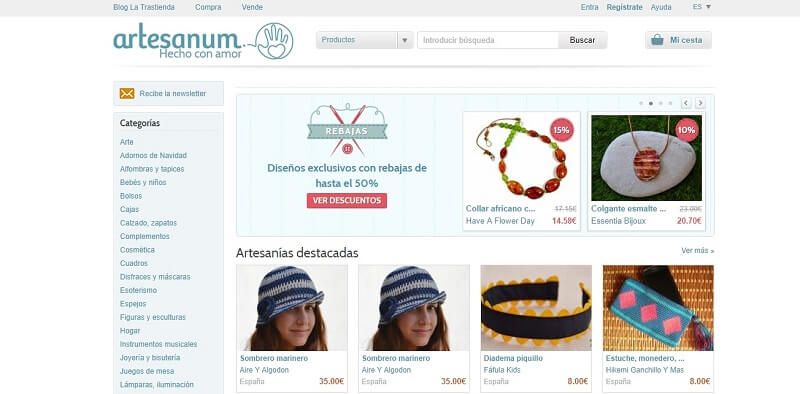 Blog La Trastienda Compra Vende Entra Regístrate Ayuda ES
artesanum
Hecho con amor
Productos Introducir búsqueda Buscar Mi cesta
Recibe la newsletter
Categorías
Arte
Adornos de Navidad
Alfombras y tapices
Bebés y niños
Bolsos
Cajas
Calzado, zapatos
Complementos
Cosmética
Cuadros
Disfraces y máscaras
Esoterismo
Espejos
Figuras y esculturas
Hogar
Instrumentos musicales
Joyería y bisutería
Juegos de mesa
Lámparas, iluminación
REBAJAS
Diseños exclusivos con rebajas de
hasta el 50%
VER DESCUENTOS
15%
Collar africano c... 17.15€
Have A Flower Day 14.58€
10%
Colgante esmalte ... 23.00€
Essentia Bijoux 20.70€
Artesanías destacadas Ver más »
Sombrero marinero
Aire Y Algodon
España 35.00€
Sombrero marinero
Aire Y Algodon
España 35.00€
Diadema piquillo
Fáfula Kids
España 8.00€
Estuche, monedero, ...
Hikemi Ganchillo Y Mas
España 8.00€